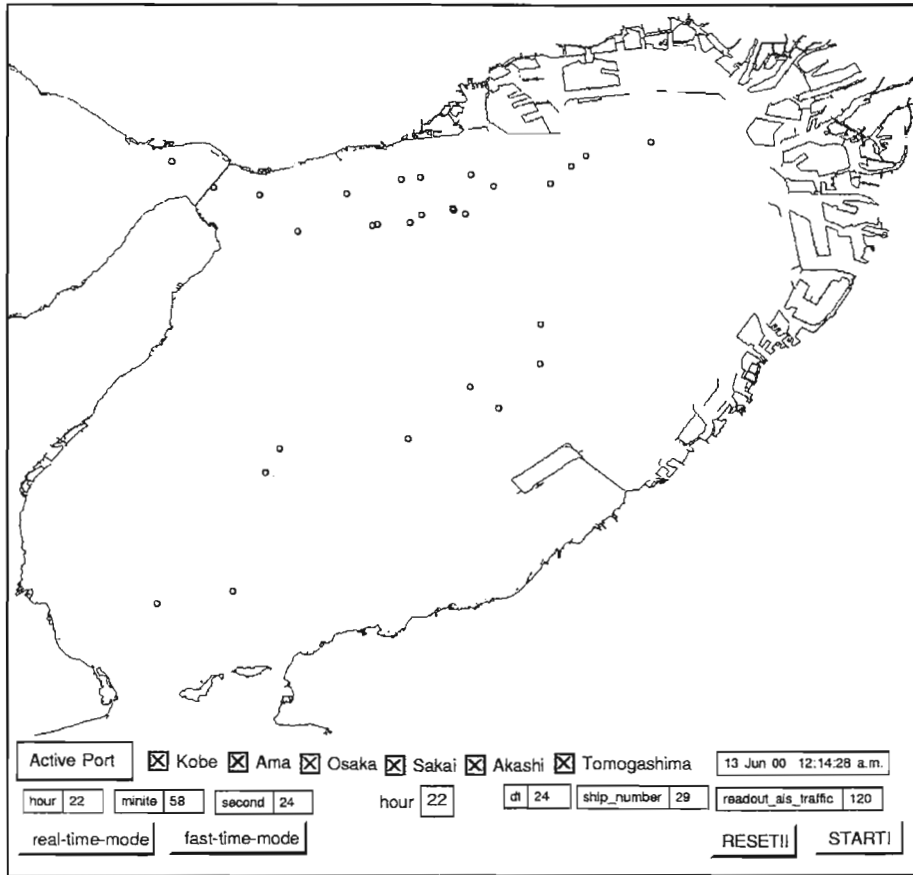 Active Port Kobe Ama Osaka Sakai Akashi Tomogashima 13 Jun 00 12:14:28 a.m.
hour 22 minite 58 second 24 hour 22 dt 24 ship_number 29 readout_ais_traffic 120
real-time-mode fast-time-mode RESET!! START!